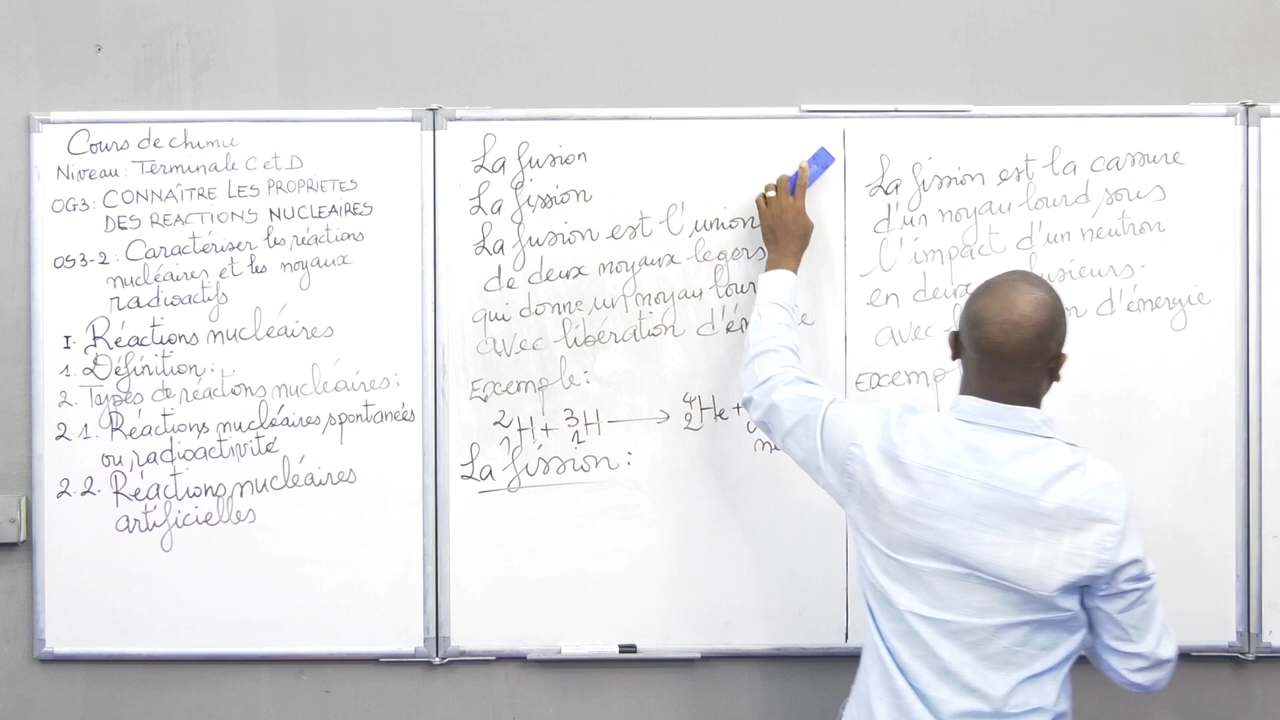 Cours de chimie
Niveau : Terminale C et D
OG3 : CONNAÎTRE LES PROPRIETES
DES REACTIONS NUCLEAIRES
OS3-2 : Caractériser les réactions
nucléaires et les noyaux
radioactifs
I. Réactions nucléaires
1. Définition :
2. Types de réactions nucléaires :
2.1. Réactions nucléaires spontanées
ou radioactivité
2.2. Réactions nucléaires
artificielles
La fusion
La fission
La fusion est l'union
de deux noyaux legers
qui donne un noyau
avec libération
Exemple :
²₁H + ³₁H → ⁴₂He +
La fission :
La fission est la cassure
d'un noyau lourd sous
l'impact d'un neutron
en deux
avec d'énergie